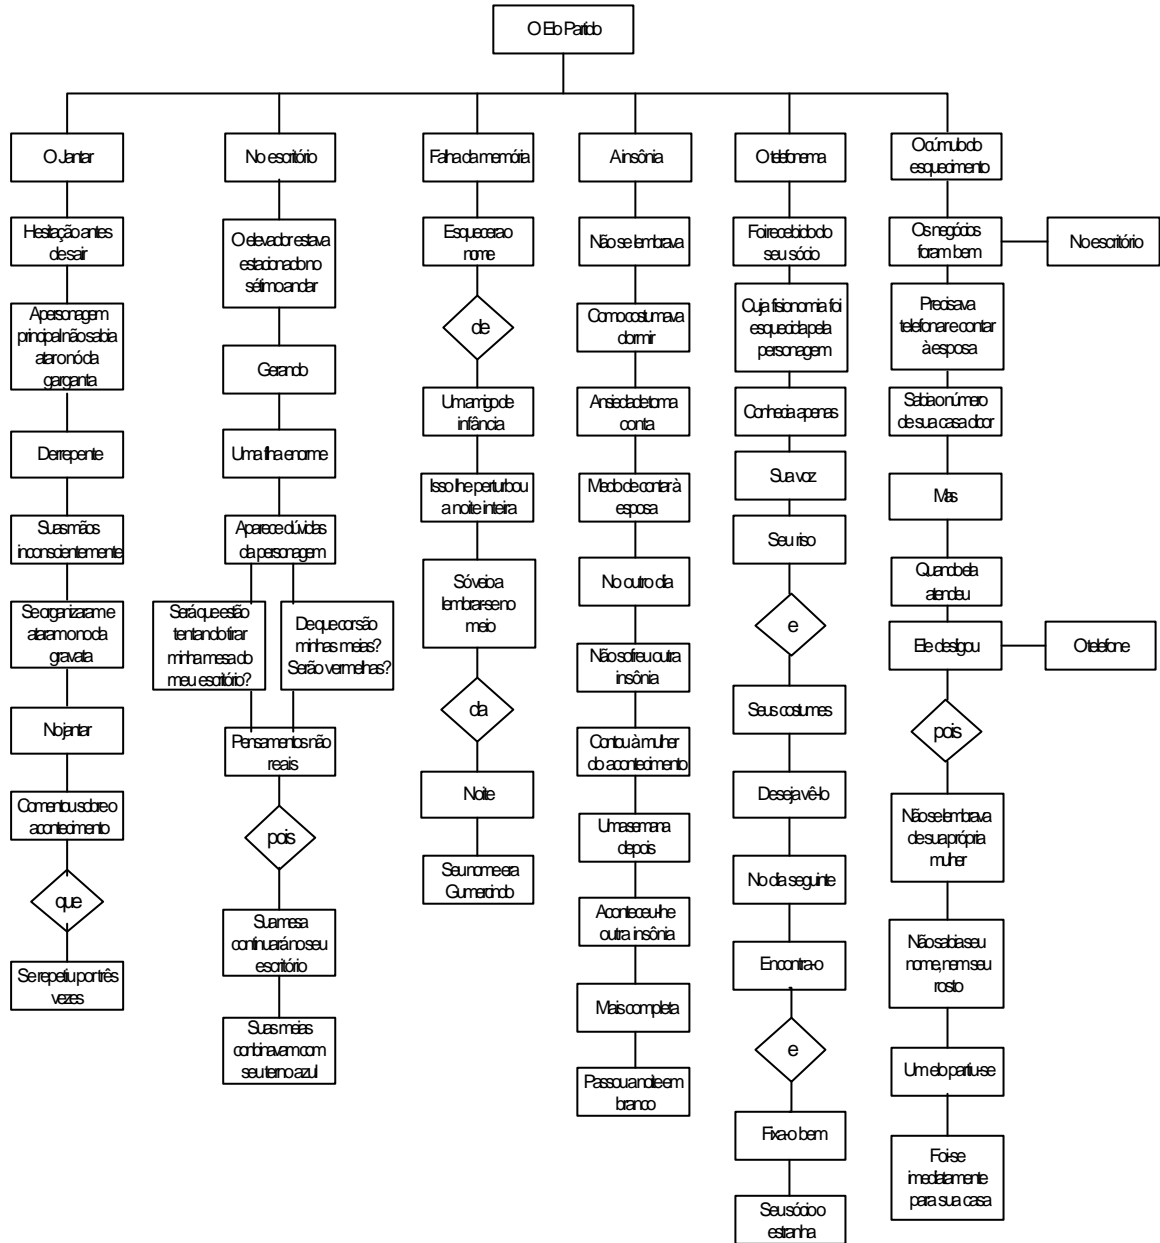 O Elo Partido
O Jantar
Hesitação antes
de sair
A personagem
principal não sabia
atar o nó da
garganta
Derrepente
Suas mãos
inconscientemente
Se organizaram e
ataram o no da
gravata
No jantar
Comentou sobre o
acontecimento
que
Se repetiu por três
vezes
No escritório
O elevador estava
estacionado no
sétimo andar
Gerando
Uma filha enorme
Aparece dúvidas
da personagem
Será que estão
tentando tirar
minha mesa do
meu escritório?
De que cor são
minhas meias?
Serão vermelhas?
Pensamentos não
reais
pois
Sua mesa
continuará no seu
escritório
Suas meias
conbinavam com
seu terno azul
Falha da memória
Esquecera o
nome
de
Um amigo de
infância
Isso lhe perturbou
a noite inteira
Só veio a
lembrar-se no
meio
da
Noite
Seu nome era
Gumercindo
A insônia
Não se lembrava
Como costumava
dormir
Ansiedade toma
conta
Medo de contar à
esposa
No outro dia
Não sofreu outra
insônia
Contou à mulher
do acontecimento
Uma semana
depois
Aconteceu-lhe
outra insônia
Mais completa
Passou a noite em
branco
O telefonema
Foi recebido do
seu sócio
Cuja fisionomia foi
esquecida pela
personagem
Conhecia apenas
Sua voz
Seu riso
e
Seus costumes
Deseja vê-lo
No dia seguinte
Encontra-o
e
Fixa-o bem
Seu sócio o
estranha
O cúmulo do
esquecimento
Os negócios
foram bem
No escritório
Precisava
telefonar e contar
à esposa
Sabia o número
de sua casa dicor
Mas
Quando ela
atendeu
Ele desligou
O telefone
pois
Não se lembrava
de sua própria
mulher
Não sabia seu
nome, nem seu
rosto
Um elo partiu-se
Foi-se
imediatamente
para sua casa